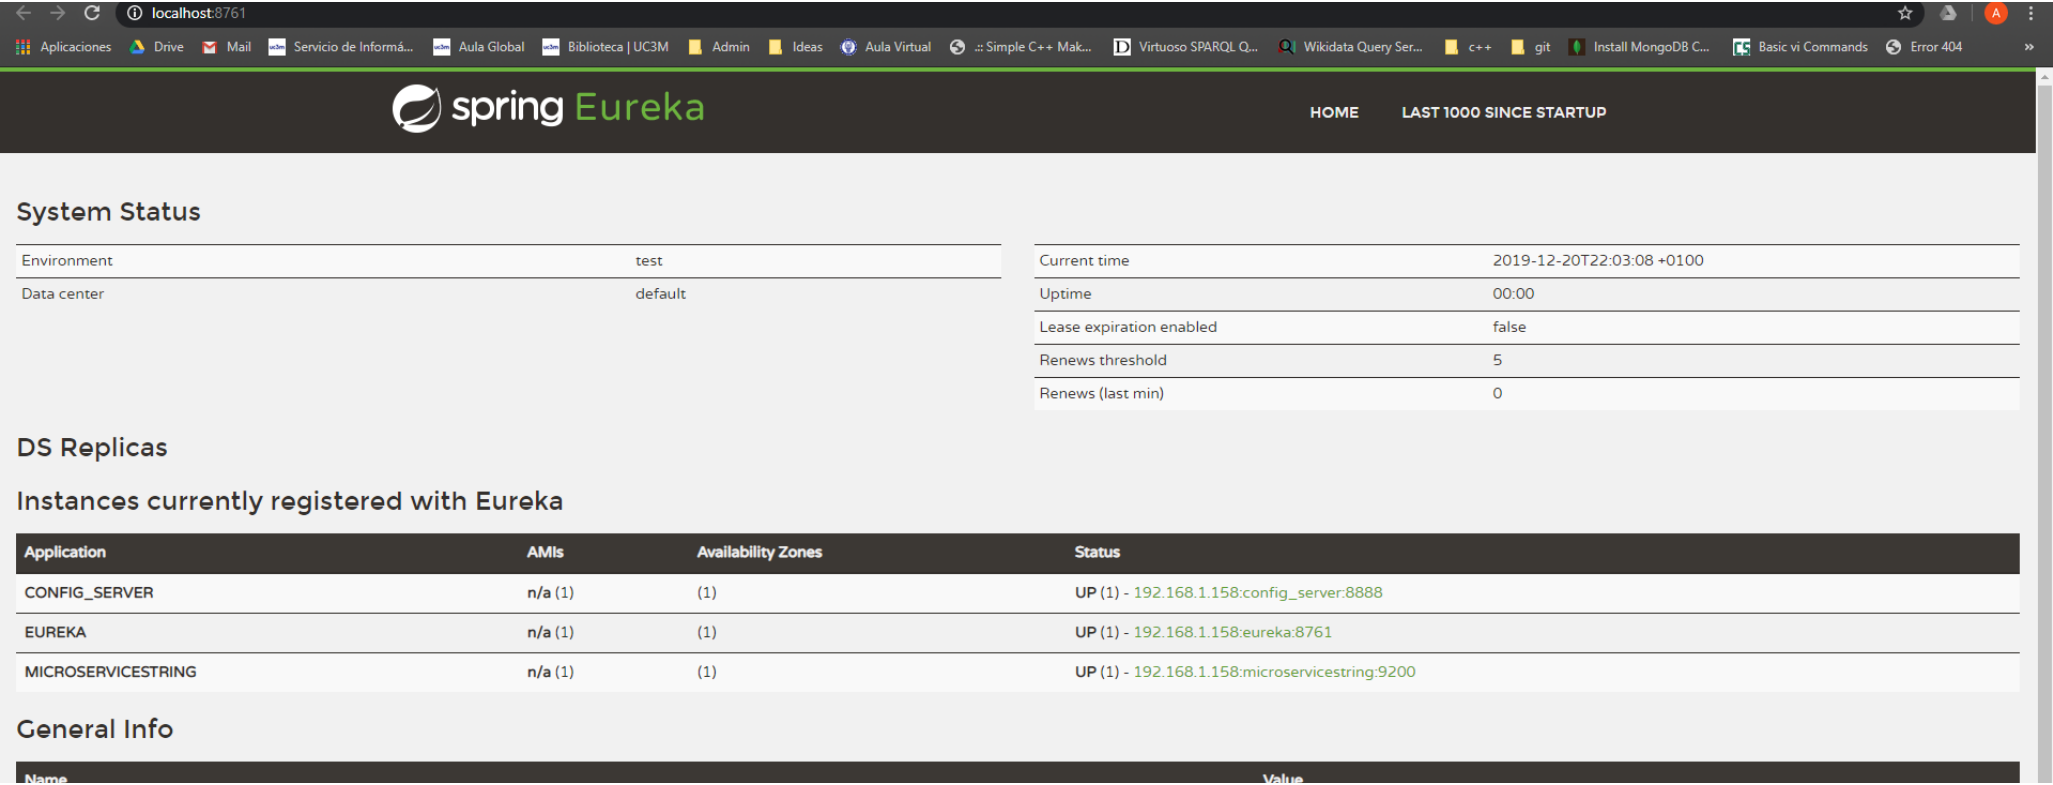 localhost:8761
A
Aplicaciones Drive Mail Servicio de Informá... Aula Global Biblioteca | UC3M Admin Ideas Aula Virtual .:: Simple C++ Mak... Virtuoso SPARQL Q... Wikidata Query Ser... c++ git Install MongoDB C... Basic vi Commands Error 404 »
spring Eureka
HOME LAST 1000 SINCE STARTUP
System Status
Environment test
Data center default
Current time 2019-12-20T22:03:08 +0100
Uptime 00:00
Lease expiration enabled false
Renews threshold 5
Renews (last min) 0
DS Replicas
Instances currently registered with Eureka
Application AMIs Availability Zones Status
CONFIG_SERVER n/a (1) (1) UP (1) - 192.168.1.158:config_server:8888
EUREKA n/a (1) (1) UP (1) - 192.168.1.158:eureka:8761
MICROSERVICESTRING n/a (1) (1) UP (1) - 192.168.1.158:microservicestring:9200
General Info
Name Value